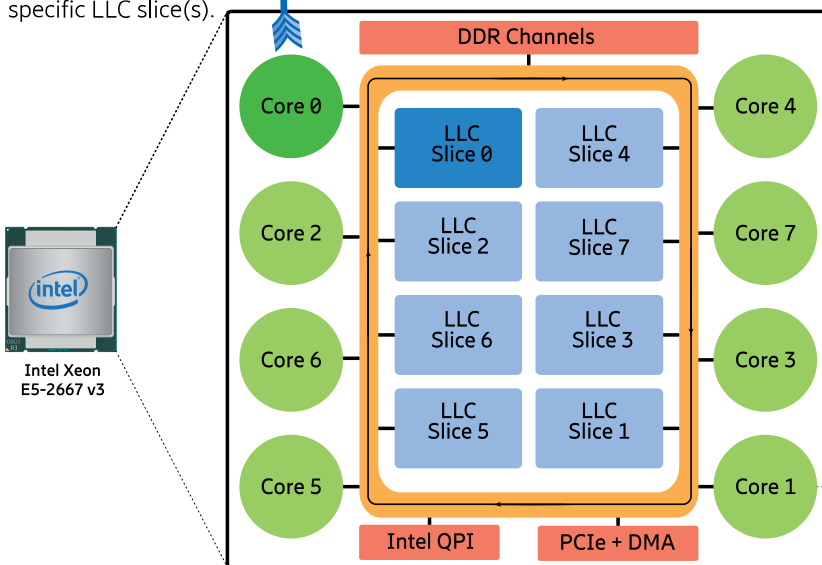 specific LLC slice(s).
DDR Channels
Core 0
LLC
Slice 0
LLC
Slice 4
Core 4
Core 2
LLC
Slice 2
LLC
Slice 7
Core 7
intel
Intel Xeon
E5-2667 v3
Core 6
LLC
Slice 6
LLC
Slice 3
Core 3
Core 5
LLC
Slice 5
LLC
Slice 1
Core 1
Intel QPI
PCIe + DMA